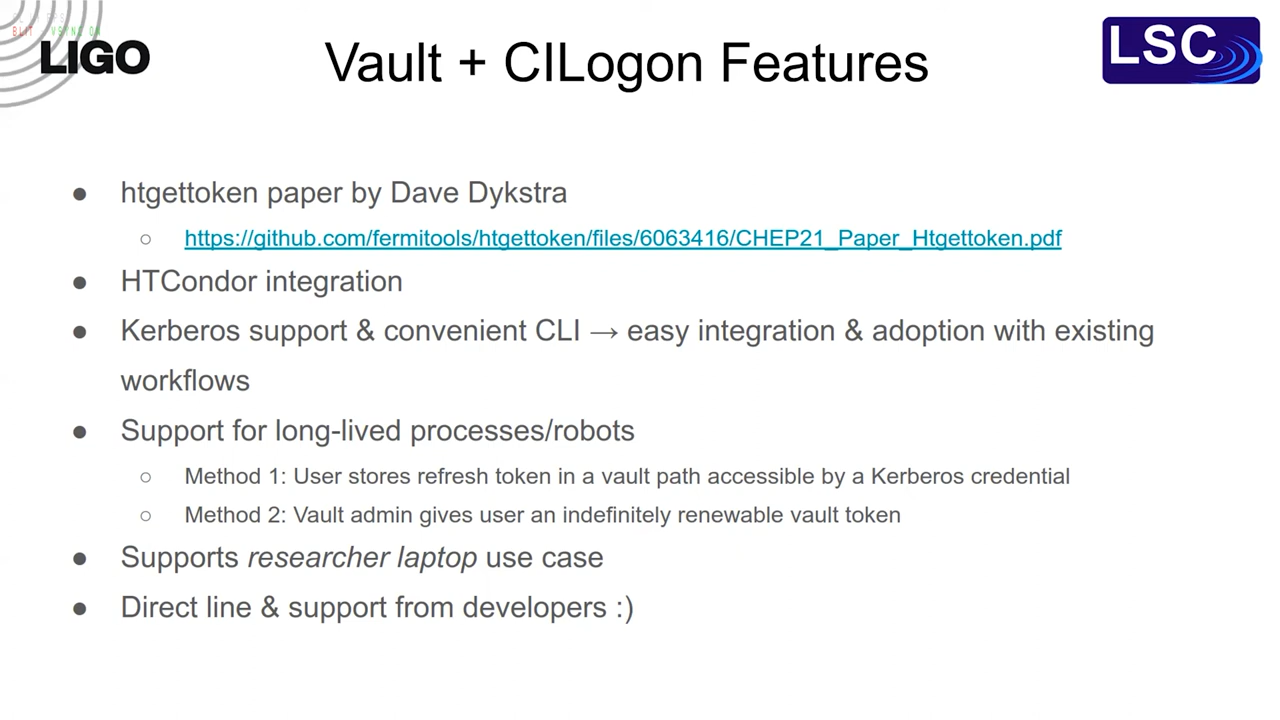 LIGO
Vault + CILogon Features
LSC
● htgettoken paper by Dave Dykstra
○ https://github.com/fermitools/htgettoken/files/6063416/CHEP21_Paper_Htgettoken.pdf
● HTCondor integration
● Kerberos support & convenient CLI → easy integration & adoption with existing
workflows
● Support for long-lived processes/robots
○ Method 1: User stores refresh token in a vault path accessible by a Kerberos credential
○ Method 2: Vault admin gives user an indefinitely renewable vault token
● Supports researcher laptop use case
● Direct line & support from developers :)